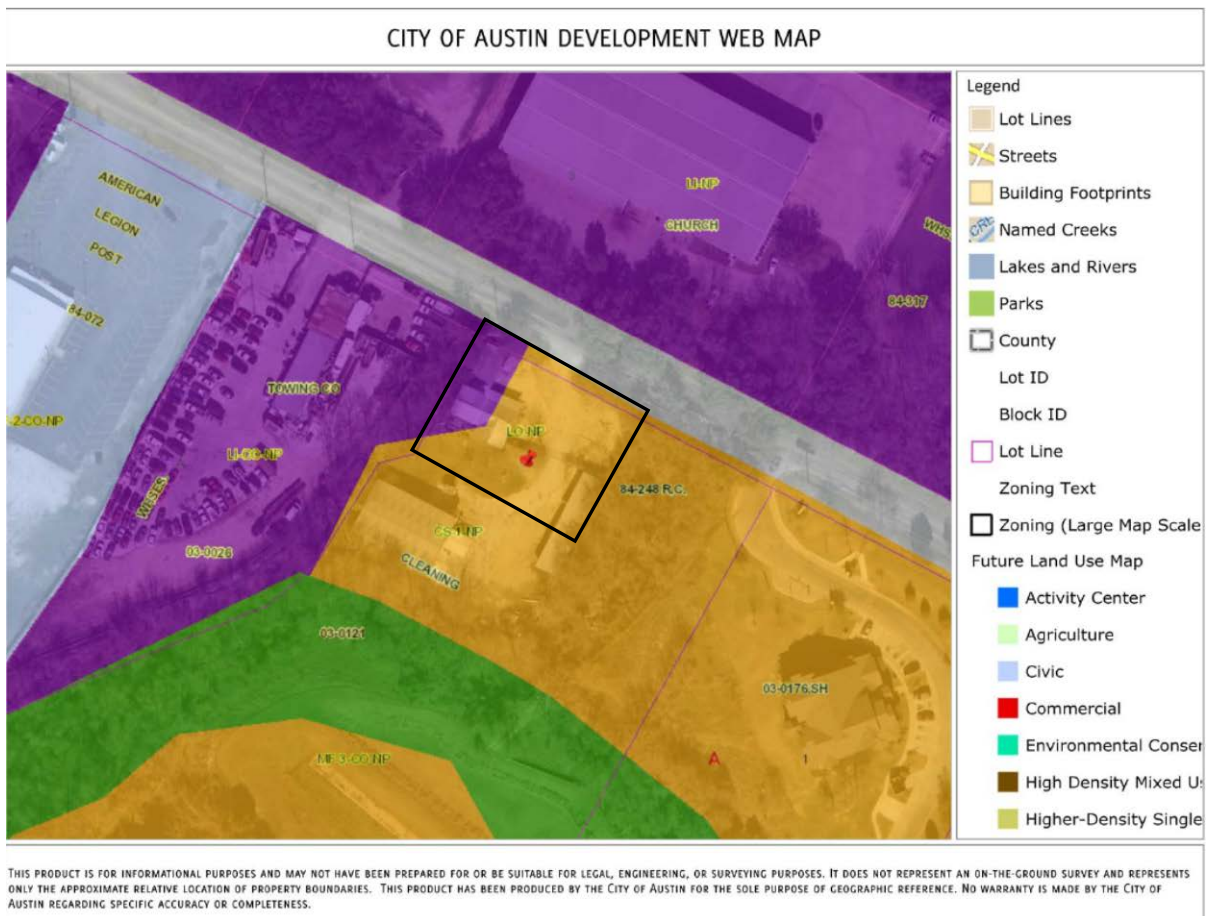 CITY OF AUSTIN DEVELOPMENT WEB MAP
AMERICAN
LEGION
POST
84-072
-2-CO-NP
TOWING CO
LI-CO-NP
03-0026
LI-NP
CHURCH
84-317
LO-NP
84-248 R.C.
CS-1-NP
CLEANING
03-0121
MF-3-CO-NP
03-0176.SH
A
1
Legend
Lot Lines
Streets
Building Footprints
CRE
Named Creeks
Lakes and Rivers
Parks
County
Lot ID
Block ID
Lot Line
Zoning Text
Zoning (Large Map Scale
Future Land Use Map
Activity Center
Agriculture
Civic
Commercial
Environmental Conser
High Density Mixed U
Higher-Density Single
THIS PRODUCT IS FOR INFORMATIONAL PURPOSES AND MAY NOT HAVE BEEN PREPARED FOR OR BE SUITABLE FOR LEGAL, ENGINEERING, OR SURVEYING PURPOSES. IT DOES NOT REPRESENT AN ON-THE-GROUND SURVEY AND REPRESENTS
ONLY THE APPROXIMATE RELATIVE LOCATION OF PROPERTY BOUNDARIES. THIS PRODUCT HAS BEEN PRODUCED BY THE CITY OF AUSTIN FOR THE SOLE PURPOSE OF GEOGRAPHIC REFERENCE. NO WARRANTY IS MADE BY THE CITY OF
AUSTIN REGARDING SPECIFIC ACCURACY OR COMPLETENESS.